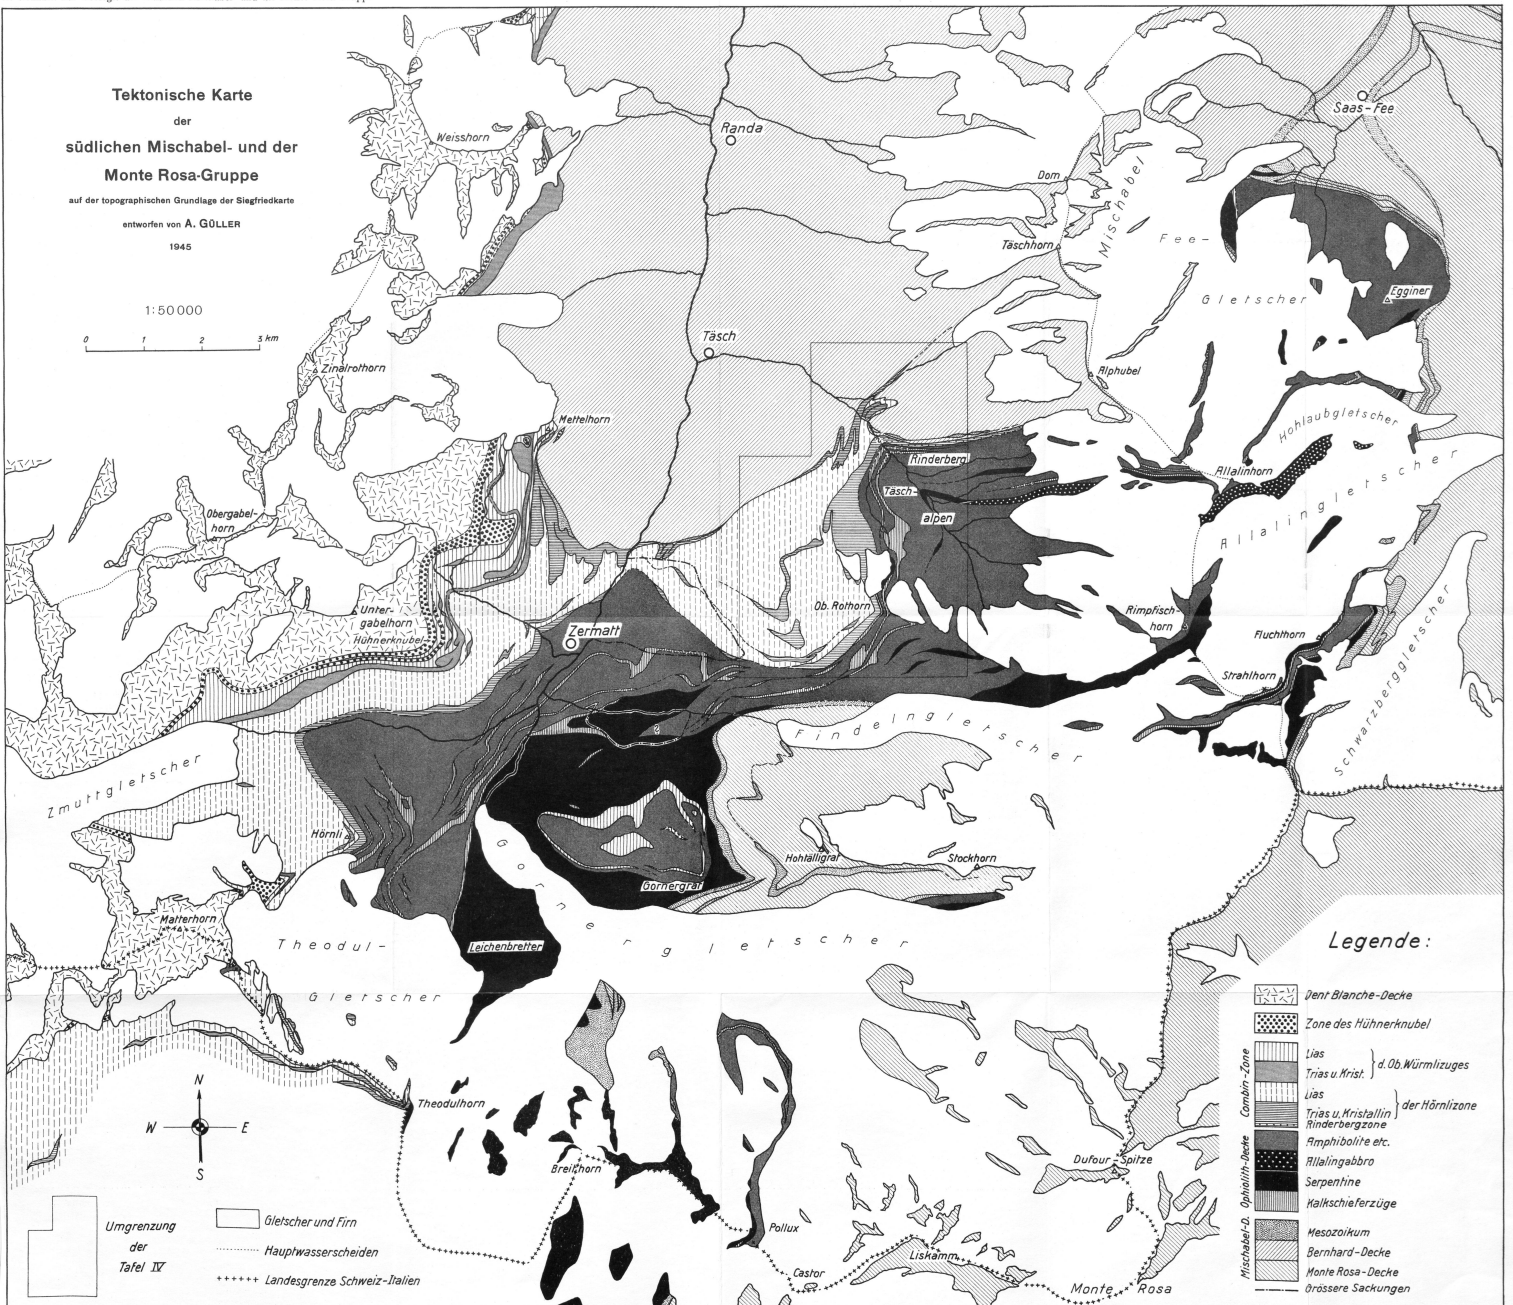 Tektonische Karte
der
südlichen Mischabel- und der
Monte Rosa-Gruppe
auf der topographischen Grundlage der Siegfriedkarte
entworfen von A. GÜLLER
1945
1:50000
0 1 2 3 km
Weisshorn
Randa
Saas-Fee
Dom
Mischabel
Täschhorn
Fee-
Gletscher
Egginer
Täsch
Zinalrothorn
Alphubel
Mettelhorn
Hohlaubgletscher
Rinderberg
Allalinhorn
Täsch-
alpen
Allalingletscher
Obergabel-
horn
Unter-
gabelhorn
Hühnerknubel
Ob. Rothorn
Rimpfisch-
horn
Zermatt
Fluchthorn
Strahlhorn
Schwarzberggletscher
Findelngletscher
Zmuttgletscher
Hörnli
Hohtälligrat
Stockhorn
Gornergrat
Gornergletscher
Matterhorn
Leichenbretter
Theodul-
Gletscher
Theodulhorn
Breithorn
Pollux
Castor
Liskamm
Dufour-Spitze
Monte Rosa
N
W E
S
Umgrenzung
der
Tafel IV
Gletscher und Firn
Hauptwasserscheiden
Landesgrenze Schweiz-Italien
Legende:
Dent Blanche-Decke
Zone des Hühnerknubel
Combin-Zone
Lias
Trias u. Krist.
d. Ob. Würmlizuges
Lias
Trias u. Kristallin
der Hörnlizone
Rinderbergzone
Ophiolith-Decke
Amphibolite etc.
Allalingabbro
Serpentine
Kalkschieferzüge
Mischabel-D.
Mesozoikum
Bernhard-Decke
Monte Rosa-Decke
Grössere Sackungen